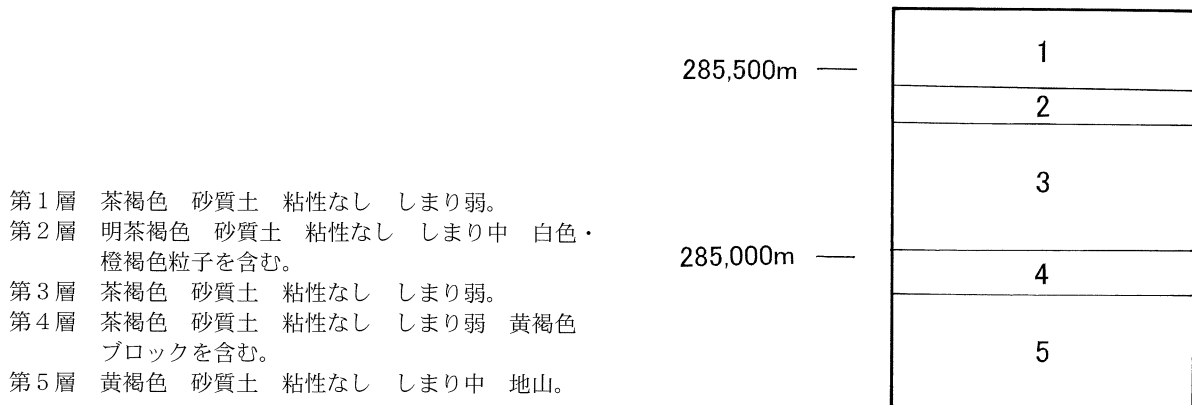 第1層　茶褐色　砂質土　粘性なし　しまり弱。
第2層　明茶褐色　砂質土　粘性なし　しまり中　白色・
橙褐色粒子を含む。
第3層　茶褐色　砂質土　粘性なし　しまり弱。
第4層　茶褐色　砂質土　粘性なし　しまり弱　黄褐色
ブロックを含む。
第5層　黄褐色　砂質土　粘性なし　しまり中　地山。
285,500m
285,000m
1
2
3
4
5